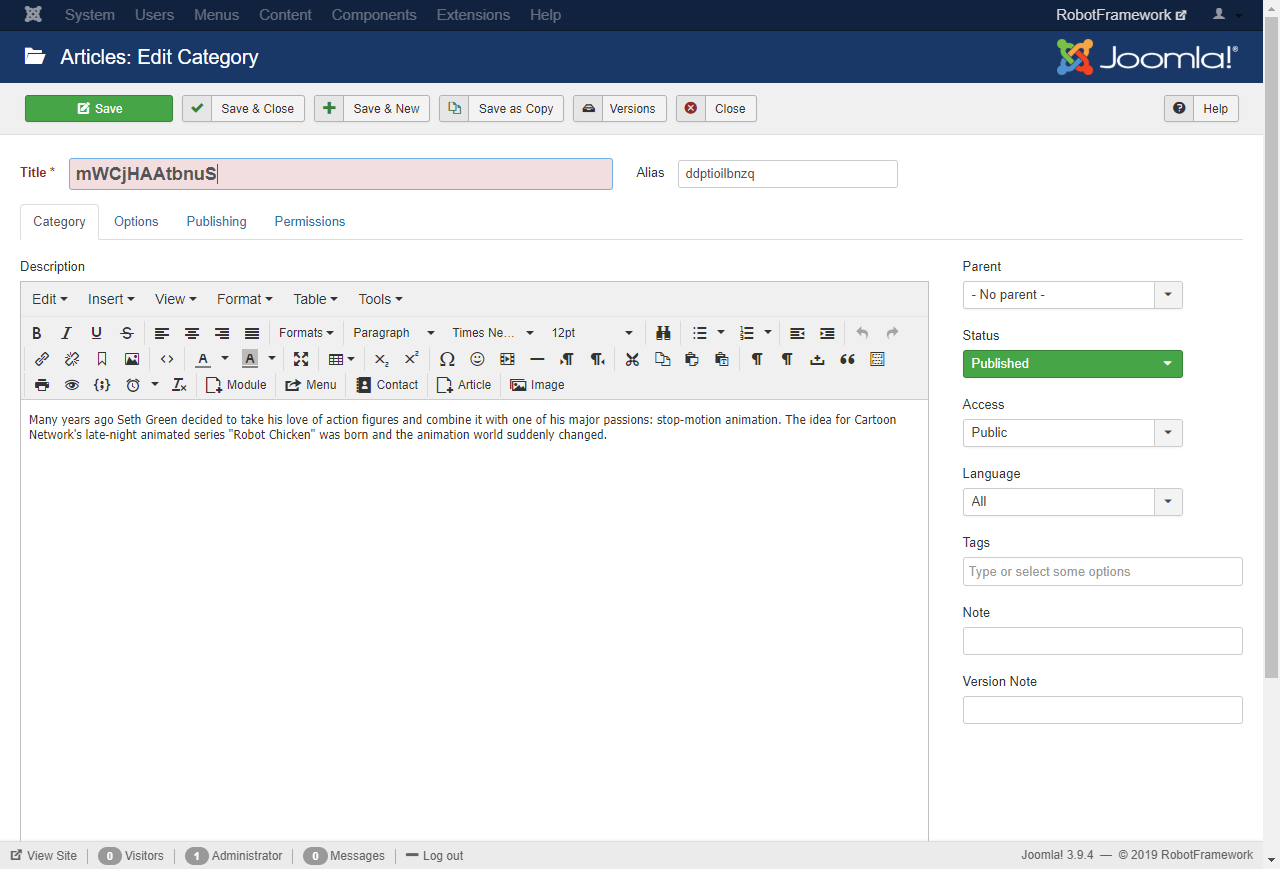 System Users Menus Content Components Extensions Help RobotFramework
Articles: Edit Category Joomla!®
Save Save & Close Save & New Save as Copy Versions Close Help
Title * mWCjHAAtbnuS Alias ddptioilbnzq
Category Options Publishing Permissions
Description
Edit Insert View Format Table Tools
B I U S Formats Paragraph Times Ne... 12pt
A A
Module Menu Contact Article Image
Many years ago Seth Green decided to take his love of action figures and combine it with one of his major passions: stop-motion animation. The idea for Cartoon
Network's late-night animated series "Robot Chicken" was born and the animation world suddenly changed.
Parent
- No parent -
Status
Published
Access
Public
Language
All
Tags
Type or select some options
Note
Version Note
View Site 0 Visitors 1 Administrator 0 Messages Log out Joomla! 3.9.4 — © 2019 RobotFramework